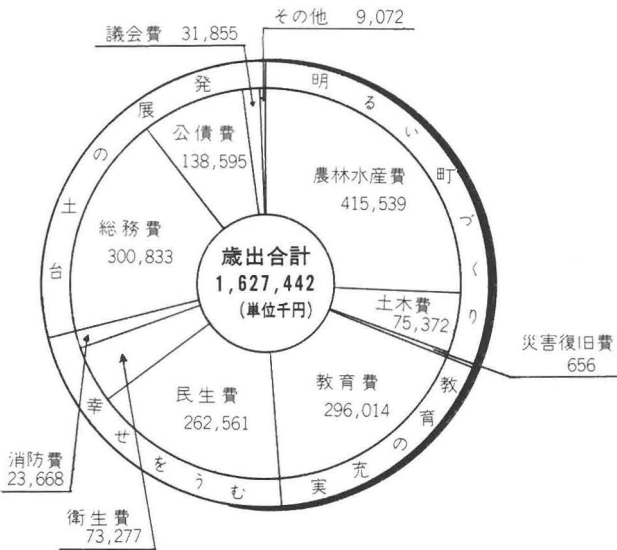 その他 9,072
議会費 31,855
明るい町づくり
発展の土台
公債費
138,595
農林水産費
415,539
総務費
300,833
歳出合計
1,627,442
(単位千円)
土木費
75,372
災害復旧費
656
教育費
296,014
民生費
262,561
教育の充実
幸せをうむ
消防費
23,668
衛生費
73,277